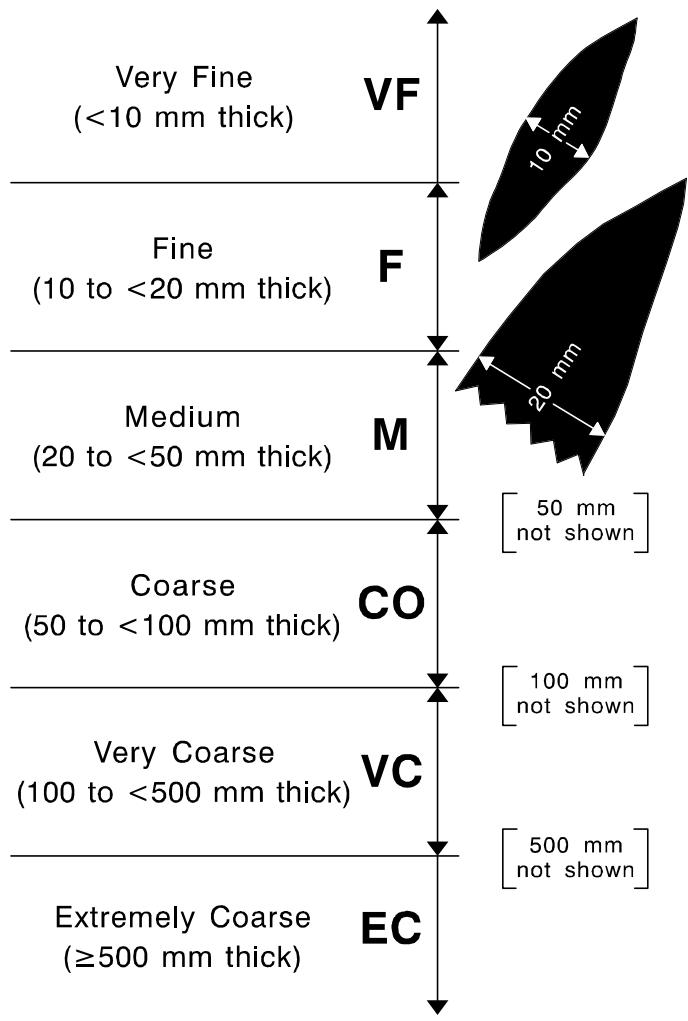 Very Fine
(<10 mm thick)
VF
10 mm
Fine
(10 to <20 mm thick)
F
20 mm
Medium
(20 to <50 mm thick)
M
50 mm
not shown
Coarse
(50 to <100 mm thick)
CO
100 mm
not shown
Very Coarse
(100 to <500 mm thick)
VC
500 mm
not shown
Extremely Coarse
(≥500 mm thick)
EC